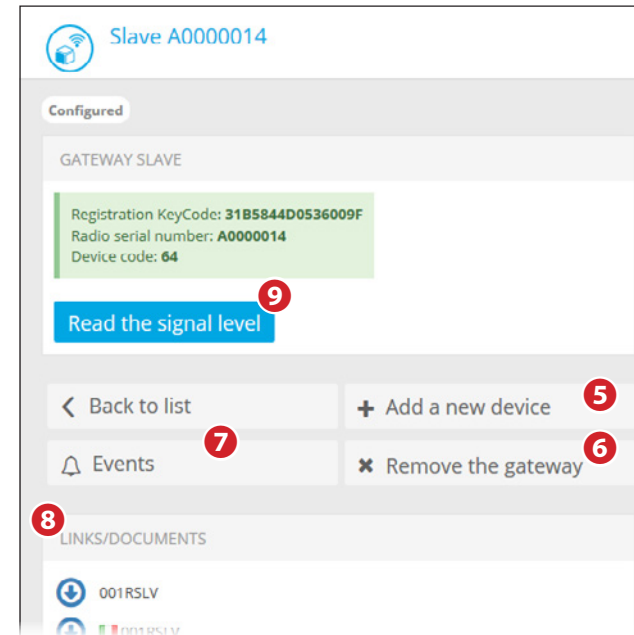 Slave A0000014
Configured
GATEWAY SLAVE
Registration KeyCode: 31B5844D0536009F
Radio serial number: A0000014
Device code: 64
9
Read the signal level
Back to list
Add a new device
5
7
Events
Remove the gateway
6
8
LINKS/DOCUMENTS
001RSLV
001RSLV